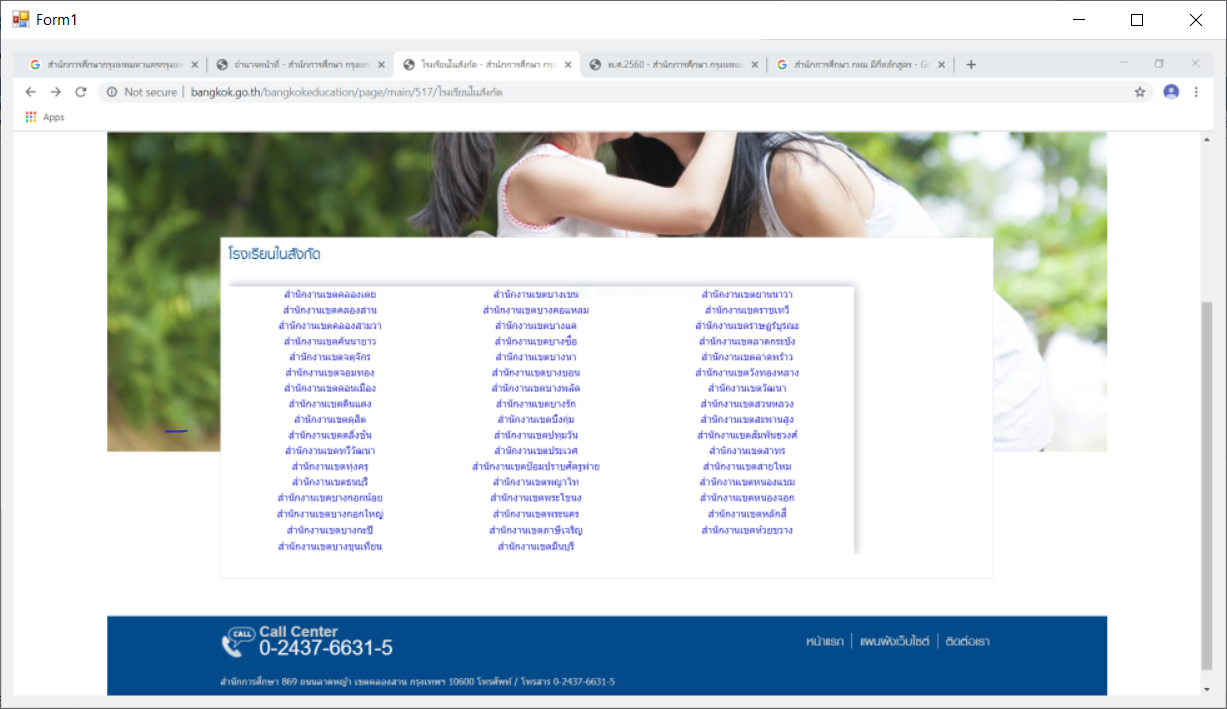 Form1
สำนักการศึกษากรุงเทพมหานครกรุงเท
อำนาจหน้าที่ - สำนักการศึกษา กรุงเทพ
โรงเรียนในสังกัด - สำนักการศึกษา กรุง
พ.ศ.2560 - สำนักการศึกษา กรุงเทพม
สำนักการศึกษา กทม มีกี่หลักสูตร - Go
Not secure | bangkok.go.th/bangkokeducation/page/main/517/โรงเรียนในสังกัด
Apps
โรงเรียนในสังกัด
สำนักงานเขตคลองเตย สำนักงานเขตบางเขน สำนักงานเขตยานนาวา
สำนักงานเขตคลองสาน สำนักงานเขตบางคอแหลม สำนักงานเขตราชเทวี
สำนักงานเขตคลองสามวา สำนักงานเขตบางแค สำนักงานเขตราษฎร์บูรณะ
สำนักงานเขตคันนายาว สำนักงานเขตบางซื่อ สำนักงานเขตลาดกระบัง
สำนักงานเขตจตุจักร สำนักงานเขตบางนา สำนักงานเขตลาดพร้าว
สำนักงานเขตจอมทอง สำนักงานเขตบางบอน สำนักงานเขตวังทองหลาง
สำนักงานเขตดอนเมือง สำนักงานเขตบางพลัด สำนักงานเขตวัฒนา
สำนักงานเขตดินแดง สำนักงานเขตบางรัก สำนักงานเขตสวนหลวง
สำนักงานเขตดุสิต สำนักงานเขตบึงกุ่ม สำนักงานเขตสะพานสูง
สำนักงานเขตตลิ่งชัน สำนักงานเขตปทุมวัน สำนักงานเขตสัมพันธวงศ์
สำนักงานเขตทวีวัฒนา สำนักงานเขตประเวศ สำนักงานเขตสาทร
สำนักงานเขตทุ่งครุ สำนักงานเขตป้อมปราบศัตรูพ่าย สำนักงานเขตสายไหม
สำนักงานเขตธนบุรี สำนักงานเขตพญาไท สำนักงานเขตหนองแขม
สำนักงานเขตบางกอกน้อย สำนักงานเขตพระโขนง สำนักงานเขตหนองจอก
สำนักงานเขตบางกอกใหญ่ สำนักงานเขตพระนคร สำนักงานเขตหลักสี่
สำนักงานเขตบางกะปิ สำนักงานเขตภาษีเจริญ สำนักงานเขตห้วยขวาง
สำนักงานเขตบางขุนเทียน สำนักงานเขตมีนบุรี
CALL Call Center
0-2437-6631-5
หน้าแรก | แผนผังเว็บไซต์ | ติดต่อเรา
สำนักการศึกษา 869 ถนนลาดหญ้า เขตคลองสาน กรุงเทพฯ 10600 โทรศัพท์ / โทรสาร 0-2437-6631-5